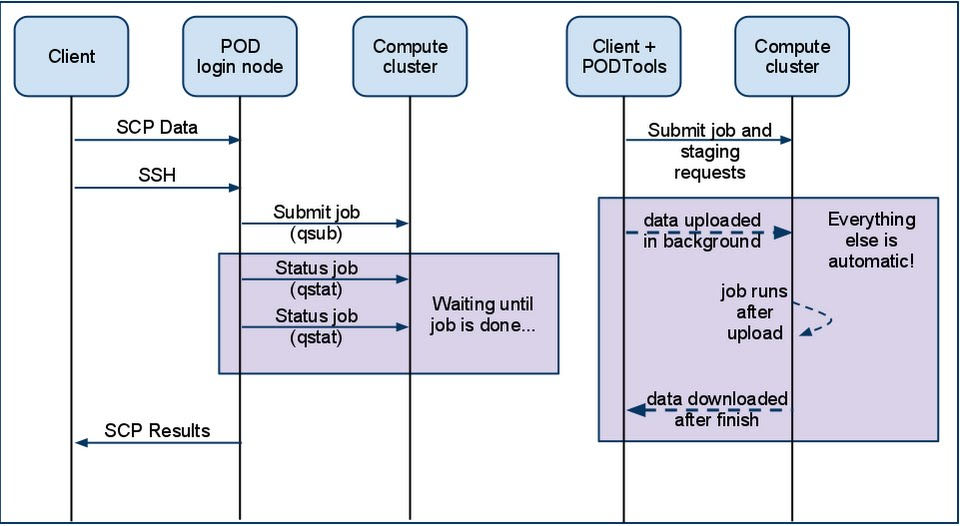 Client
POD
login node
Compute
cluster
Client +
PODTools
Compute
cluster
SCP Data
SSH
Submit job
(qsub)
Status job
(qstat)
Status job
(qstat)
Waiting until
job is done...
SCP Results
Submit job and
staging
requests
data uploaded
in background
Everything
else is
automatic!
job runs
after
upload
data downloaded
after finish